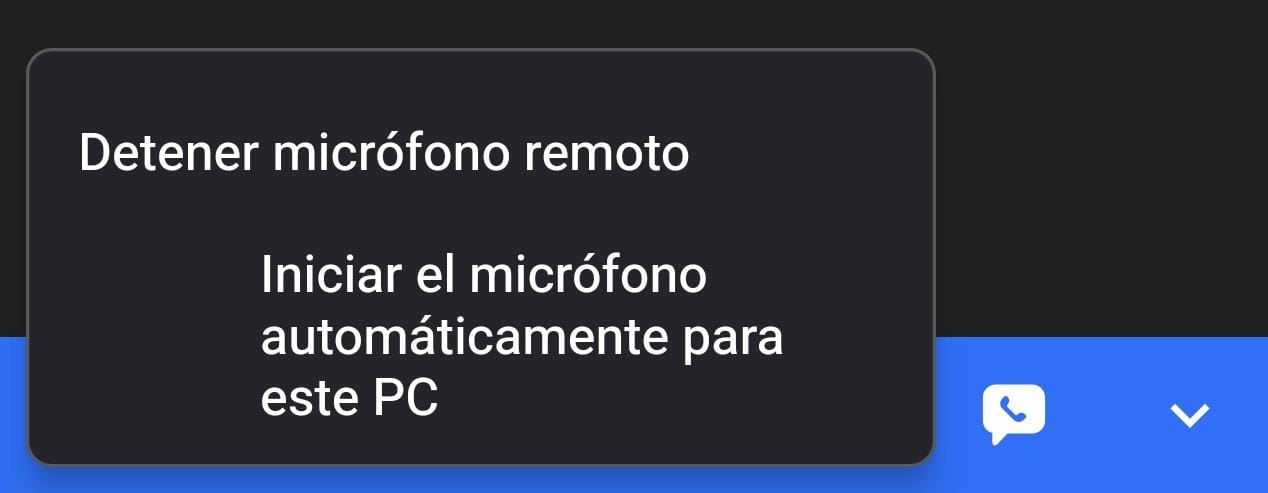 Detener micrófono remoto
Iniciar el micrófono
automáticamente para
este PC